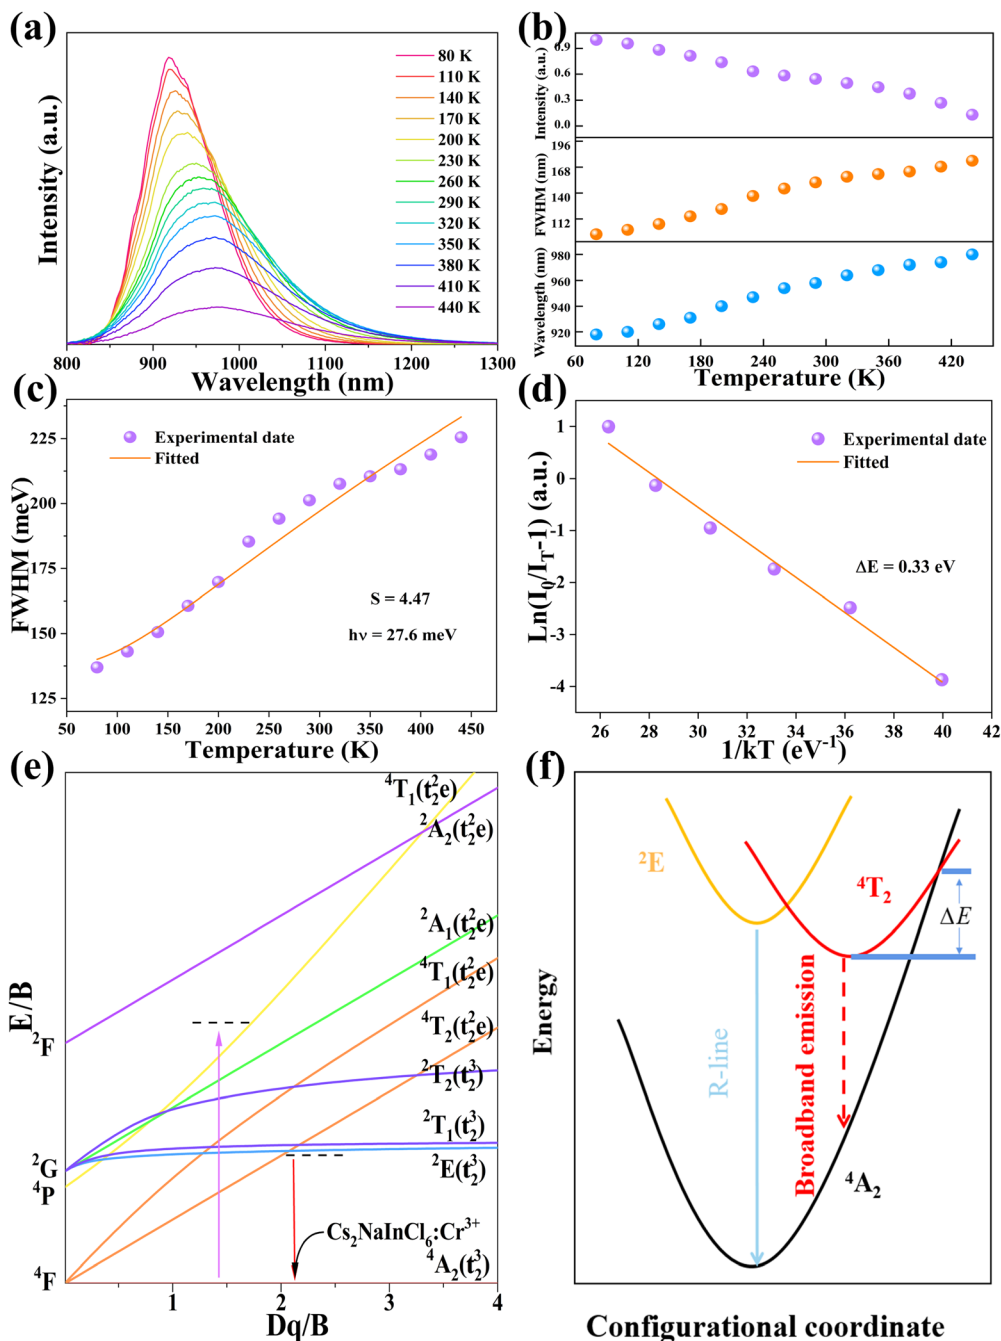 (a)
Intensity (a.u.)
80 K
110 K
140 K
170 K
200 K
230 K
260 K
290 K
320 K
350 K
380 K
410 K
440 K
800 900 1000 1100 1200 1300
Wavelength (nm)
(b)
Intensity (a.u.)
0.9
0.6
0.3
0.0
FWHM (nm)
196
168
140
112
Wavelength (nm)
980
960
940
920
60 120 180 240 300 360 420
Temperature (K)
(c)
FWHM (meV)
225
200
175
150
125
Experimental date
Fitted
S = 4.47
hν = 27.6 meV
50 100 150 200 250 300 350 400 450
Temperature (K)
(d)
Ln(I0/IT-1) (a.u.)
1
0
-1
-2
-3
-4
Experimental date
Fitted
ΔE = 0.33 eV
26 28 30 32 34 36 38 40 42
1/kT (eV⁻¹)
(e)
E/B
⁴T₁(t₂²e)
²A₂(t₂²e)
²A₁(t₂²e)
⁴T₁(t₂²e)
⁴T₂(t₂²e)
²T₂(t₂³)
²T₁(t₂³)
²E(t₂³)
Cs₂NaInCl₆:Cr³⁺
⁴A₂(t₂³)
²F
²G
⁴P
⁴F
1 2 3 4
Dq/B
(f)
Energy
²E
⁴T₂
ΔE
R-line
Broadband emission
⁴A₂
Configurational coordinate